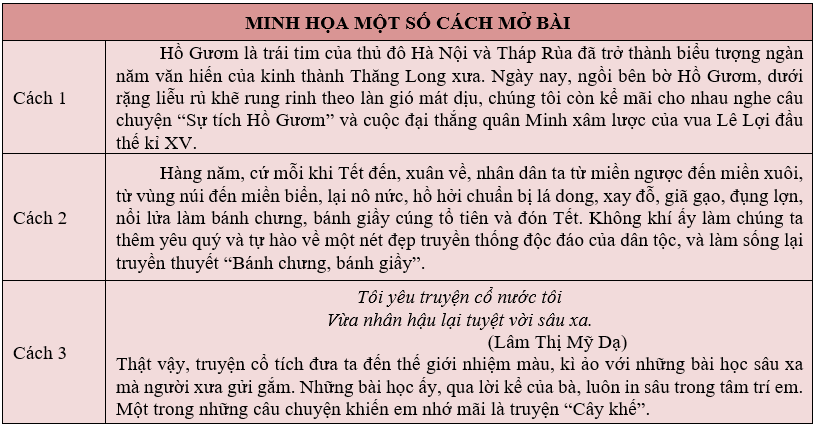 MINH HỌA MỘT SỐ CÁCH MỞ BÀI
Cách 1
Hồ Gươm là trái tim của thủ đô Hà Nội và Tháp Rùa đã trở thành biểu tượng ngàn
năm văn hiến của kinh thành Thăng Long xưa. Ngày nay, ngồi bên bờ Hồ Gươm, dưới
rặng liễu rủ khẽ rung rinh theo làn gió mát dịu, chúng tôi còn kể mãi cho nhau nghe câu
chuyện “Sự tích Hồ Gươm” và cuộc đại thắng quân Minh xâm lược của vua Lê Lợi đầu
thế kỉ XV.
Cách 2
Hàng năm, cứ mỗi khi Tết đến, xuân về, nhân dân ta từ miền ngược đến miền xuôi,
từ vùng núi đến miền biển, lại nô nức, hồ hởi chuẩn bị lá dong, xay đỗ, giã gạo, đụng lợn,
nổi lửa làm bánh chưng, bánh giầy cúng tổ tiên và đón Tết. Không khí ấy làm chúng ta
thêm yêu quý và tự hào về một nét đẹp truyền thống độc đáo của dân tộc, và làm sống lại
truyền thuyết “Bánh chưng, bánh giầy”.
Cách 3
Tôi yêu truyện cổ nước tôi
Vừa nhân hậu lại tuyệt vời sâu xa.
(Lâm Thị Mỹ Dạ)
Thật vậy, truyện cổ tích đưa ta đến thế giới nhiệm màu, kì ảo với những bài học sâu xa
mà người xưa gửi gắm. Những bài học ấy, qua lời kể của bà, luôn in sâu trong tâm trí em.
Một trong những câu chuyện khiến em nhớ mãi là truyện “Cây khế”.